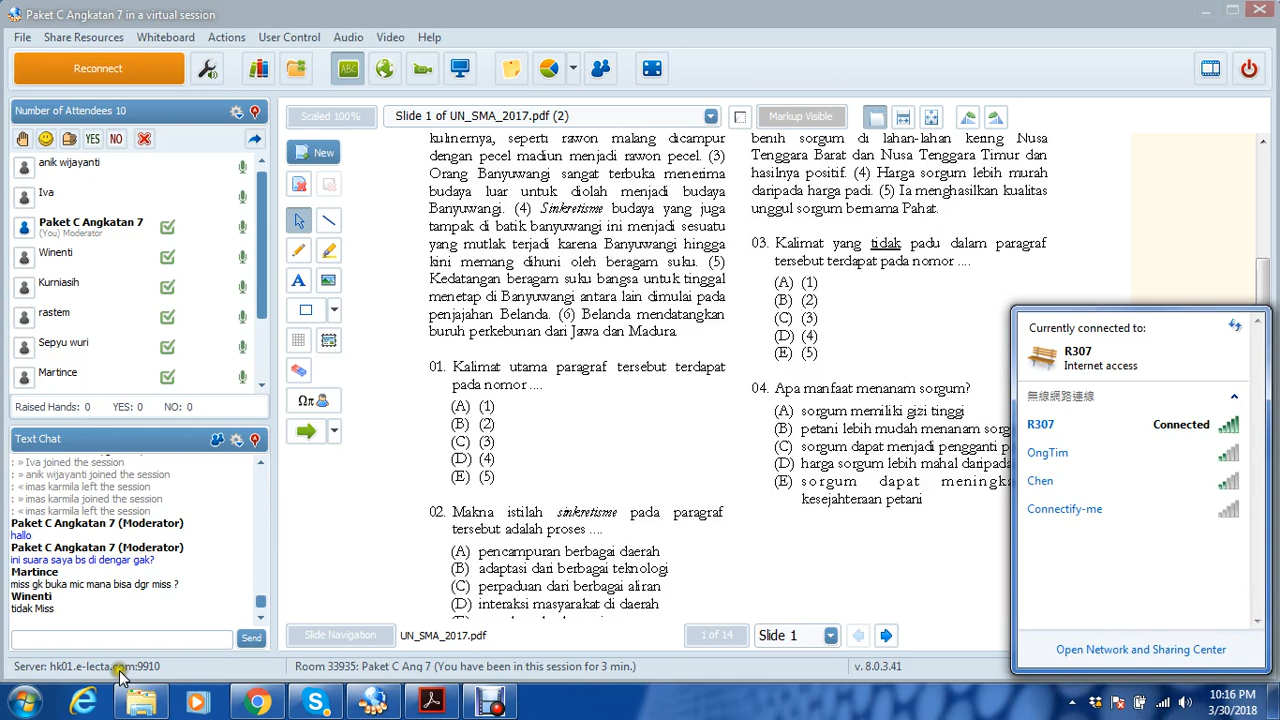 Paket C Angkatan 7 in a virtual session
File Share Resources Whiteboard Actions User Control Audio Video Help
Reconnect
ABC
Number of Attendees 10
YES NO
anik wijayanti
Iva
Paket C Angkatan 7
(You) Moderator
Winenti
Kurniasih
rastem
Sepyu wuri
Martince
Raised Hands: 0 YES: 0 NO: 0
Text Chat
: » Iva joined the session
: » anik wijayanti joined the session
: « imas karmila left the session
: » imas karmila joined the session
: « imas karmila left the session
Paket C Angkatan 7 (Moderator)
hallo
Paket C Angkatan 7 (Moderator)
ini suara saya bs di dengar gak?
Martince
miss gk buka mic mana bisa dgr miss ?
Winenti
tidak Miss
Send
Scaled 100%
Slide 1 of UN_SMA_2017.pdf (2)
Markup Visible
New
A
Ωπ
kulinernya, seperti rawon malang dicampur
dengan pecel madiun menjadi rawon pecel. (3)
Orang Banyuwangi sangat terbuka menerima
budaya luar untuk diolah menjadi budaya
Banyuwangi. (4) Sinkretisme budaya yang juga
tampak di batik banyuwangi ini menjadi sesuatu
yang mutlak terjadi karena Banyuwangi hingga
kini memang dihuni oleh beragam suku. (5)
Kedatangan beragam suku bangsa untuk tinggal
menetap di Banyuwangi antara lain dimulai pada
penjajahan Belanda. (6) Belanda mendatangkan
buruh perkebunan dari Jawa dan Madura.
01. Kalimat utama paragraf tersebut terdapat
pada nomor ....
(A) (1)
(B) (2)
(C) (3)
(D) (4)
(E) (5)
02. Makna istilah sinkretisme pada paragraf
tersebut adalah proses ....
(A) pencampuran berbagai daerah
(B) adaptasi dari berbagai teknologi
(C) perpaduan dari berbagai aliran
(D) interaksi masyarakat di daerah
benih sorgum di lahan-lahan kering Nusa
Tenggara Barat dan Nusa Tenggara Timur dan
hasilnya positif. (4) Harga sorgum lebih murah
daripada harga padi. (5) Ia menghasilkan kualitas
unggul sorgum bernama Pahat.
03. Kalimat yang tidak padu dalam paragraf
tersebut terdapat pada nomor ....
(A) (1)
(B) (2)
(C) (3)
(D) (4)
(E) (5)
04. Apa manfaat menanam sorgum?
(A) sorgum memiliki gizi tinggi
(B) petani lebih mudah menanam sorg
(C) sorgum dapat menjadi pengganti p
(D) harga sorgum lebih mahal daripada
(E) sorgum dapat meningka
kesejahteraan petani
Currently connected to:
R307
Internet access
無線網路連線
R307 Connected
OngTim
Chen
Connectify-me
Open Network and Sharing Center
Slide Navigation UN_SMA_2017.pdf 1 of 14 Slide 1
Server: hk01.e-lecta. m:9910 Room 33935: Paket C Ang 7 (You have been in this session for 3 min.) v. 8.0.3.41
10:16 PM
3/30/2018